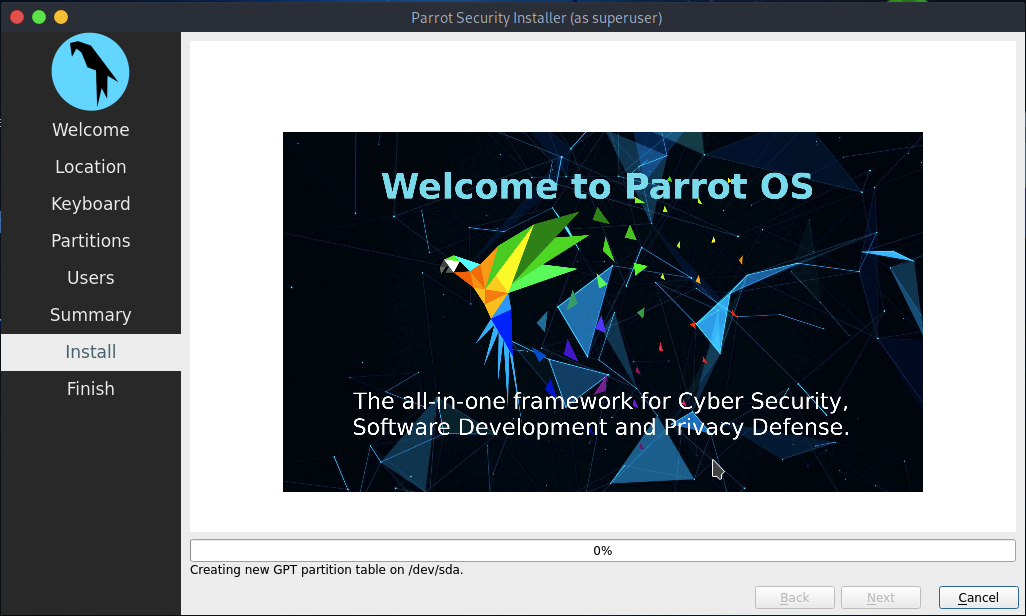 Parrot Security Installer (as superuser)
Welcome
Location
Keyboard
Partitions
Users
Summary
Install
Finish
Welcome to Parrot OS
The all-in-one framework for Cyber Security,
Software Development and Privacy Defense.
0%
Creating new GPT partition table on /dev/sda.
Back
Next
Cancel